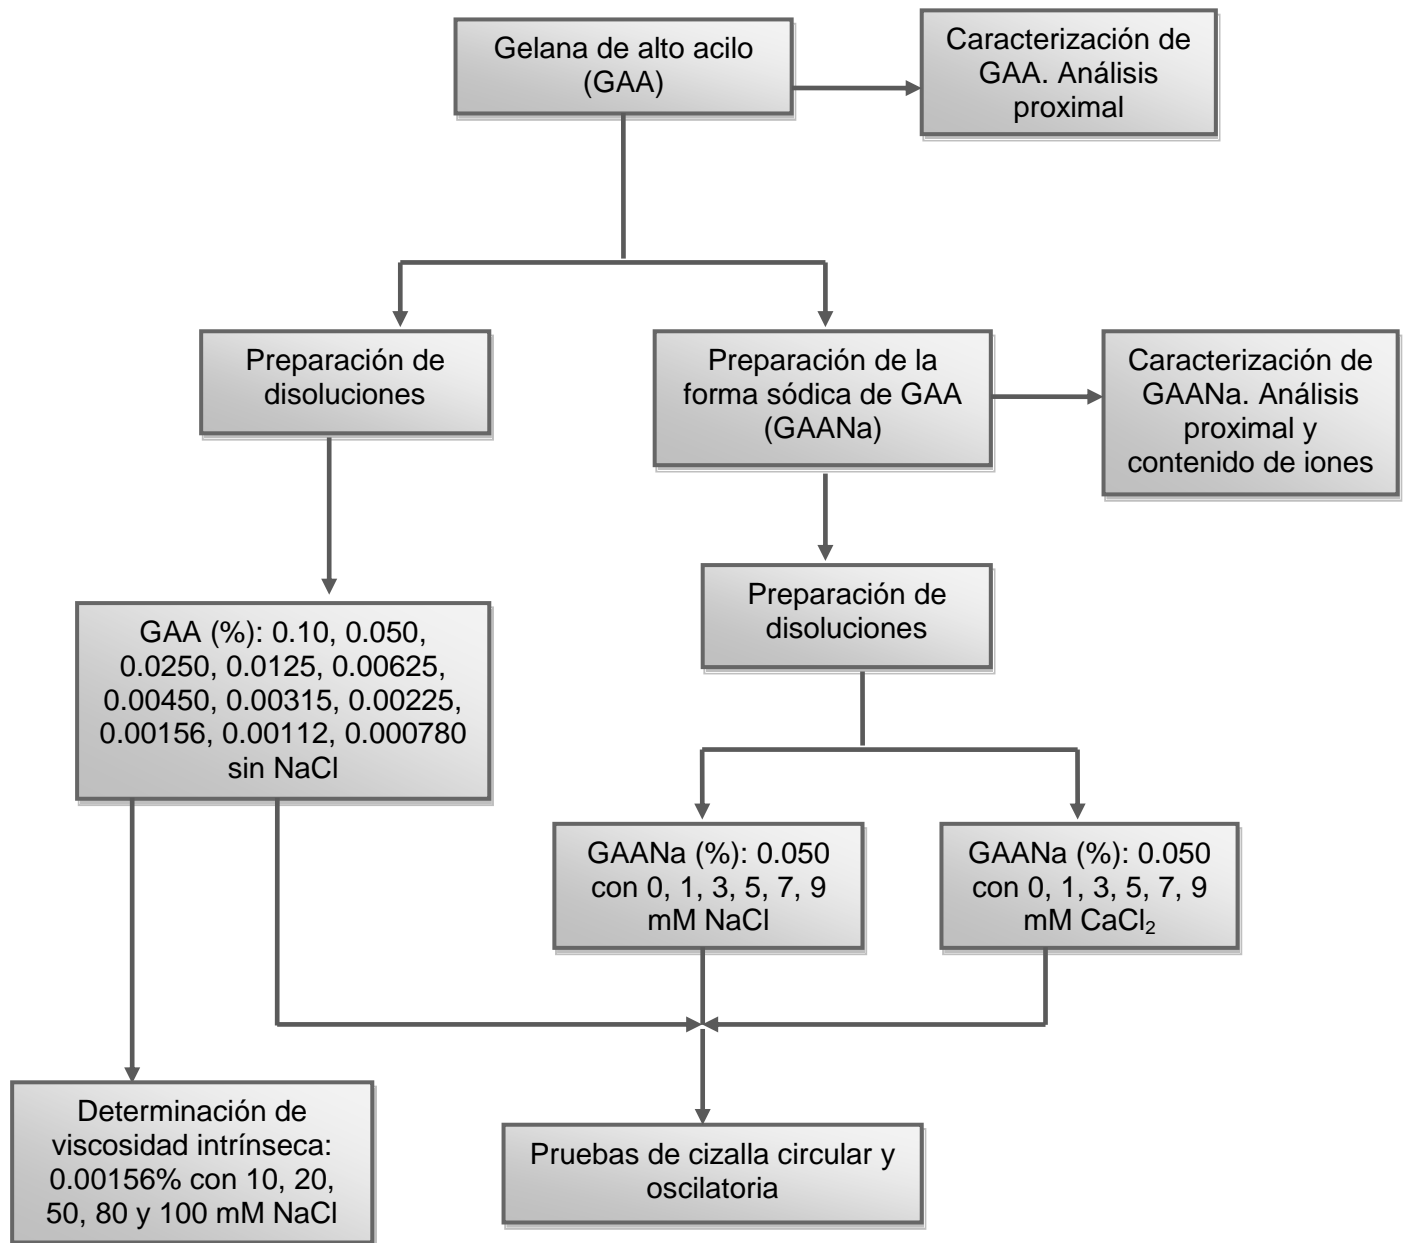 Gelana de alto acilo
(GAA)
Caracterización de
GAA. Análisis
proximal
Preparación de
disoluciones
Preparación de la
forma sódica de GAA
(GAANa)
Caracterización de
GAANa. Análisis
proximal y
contenido de iones
Preparación de
disoluciones
GAA (%): 0.10, 0.050,
0.0250, 0.0125, 0.00625,
0.00450, 0.00315, 0.00225,
0.00156, 0.00112, 0.000780
sin NaCl
GAANa (%): 0.050
con 0, 1, 3, 5, 7, 9
mM NaCl
GAANa (%): 0.050
con 0, 1, 3, 5, 7, 9
mM CaCl₂
Determinación de
viscosidad intrínseca:
0.00156% con 10, 20,
50, 80 y 100 mM NaCl
Pruebas de cizalla circular y
oscilatoria